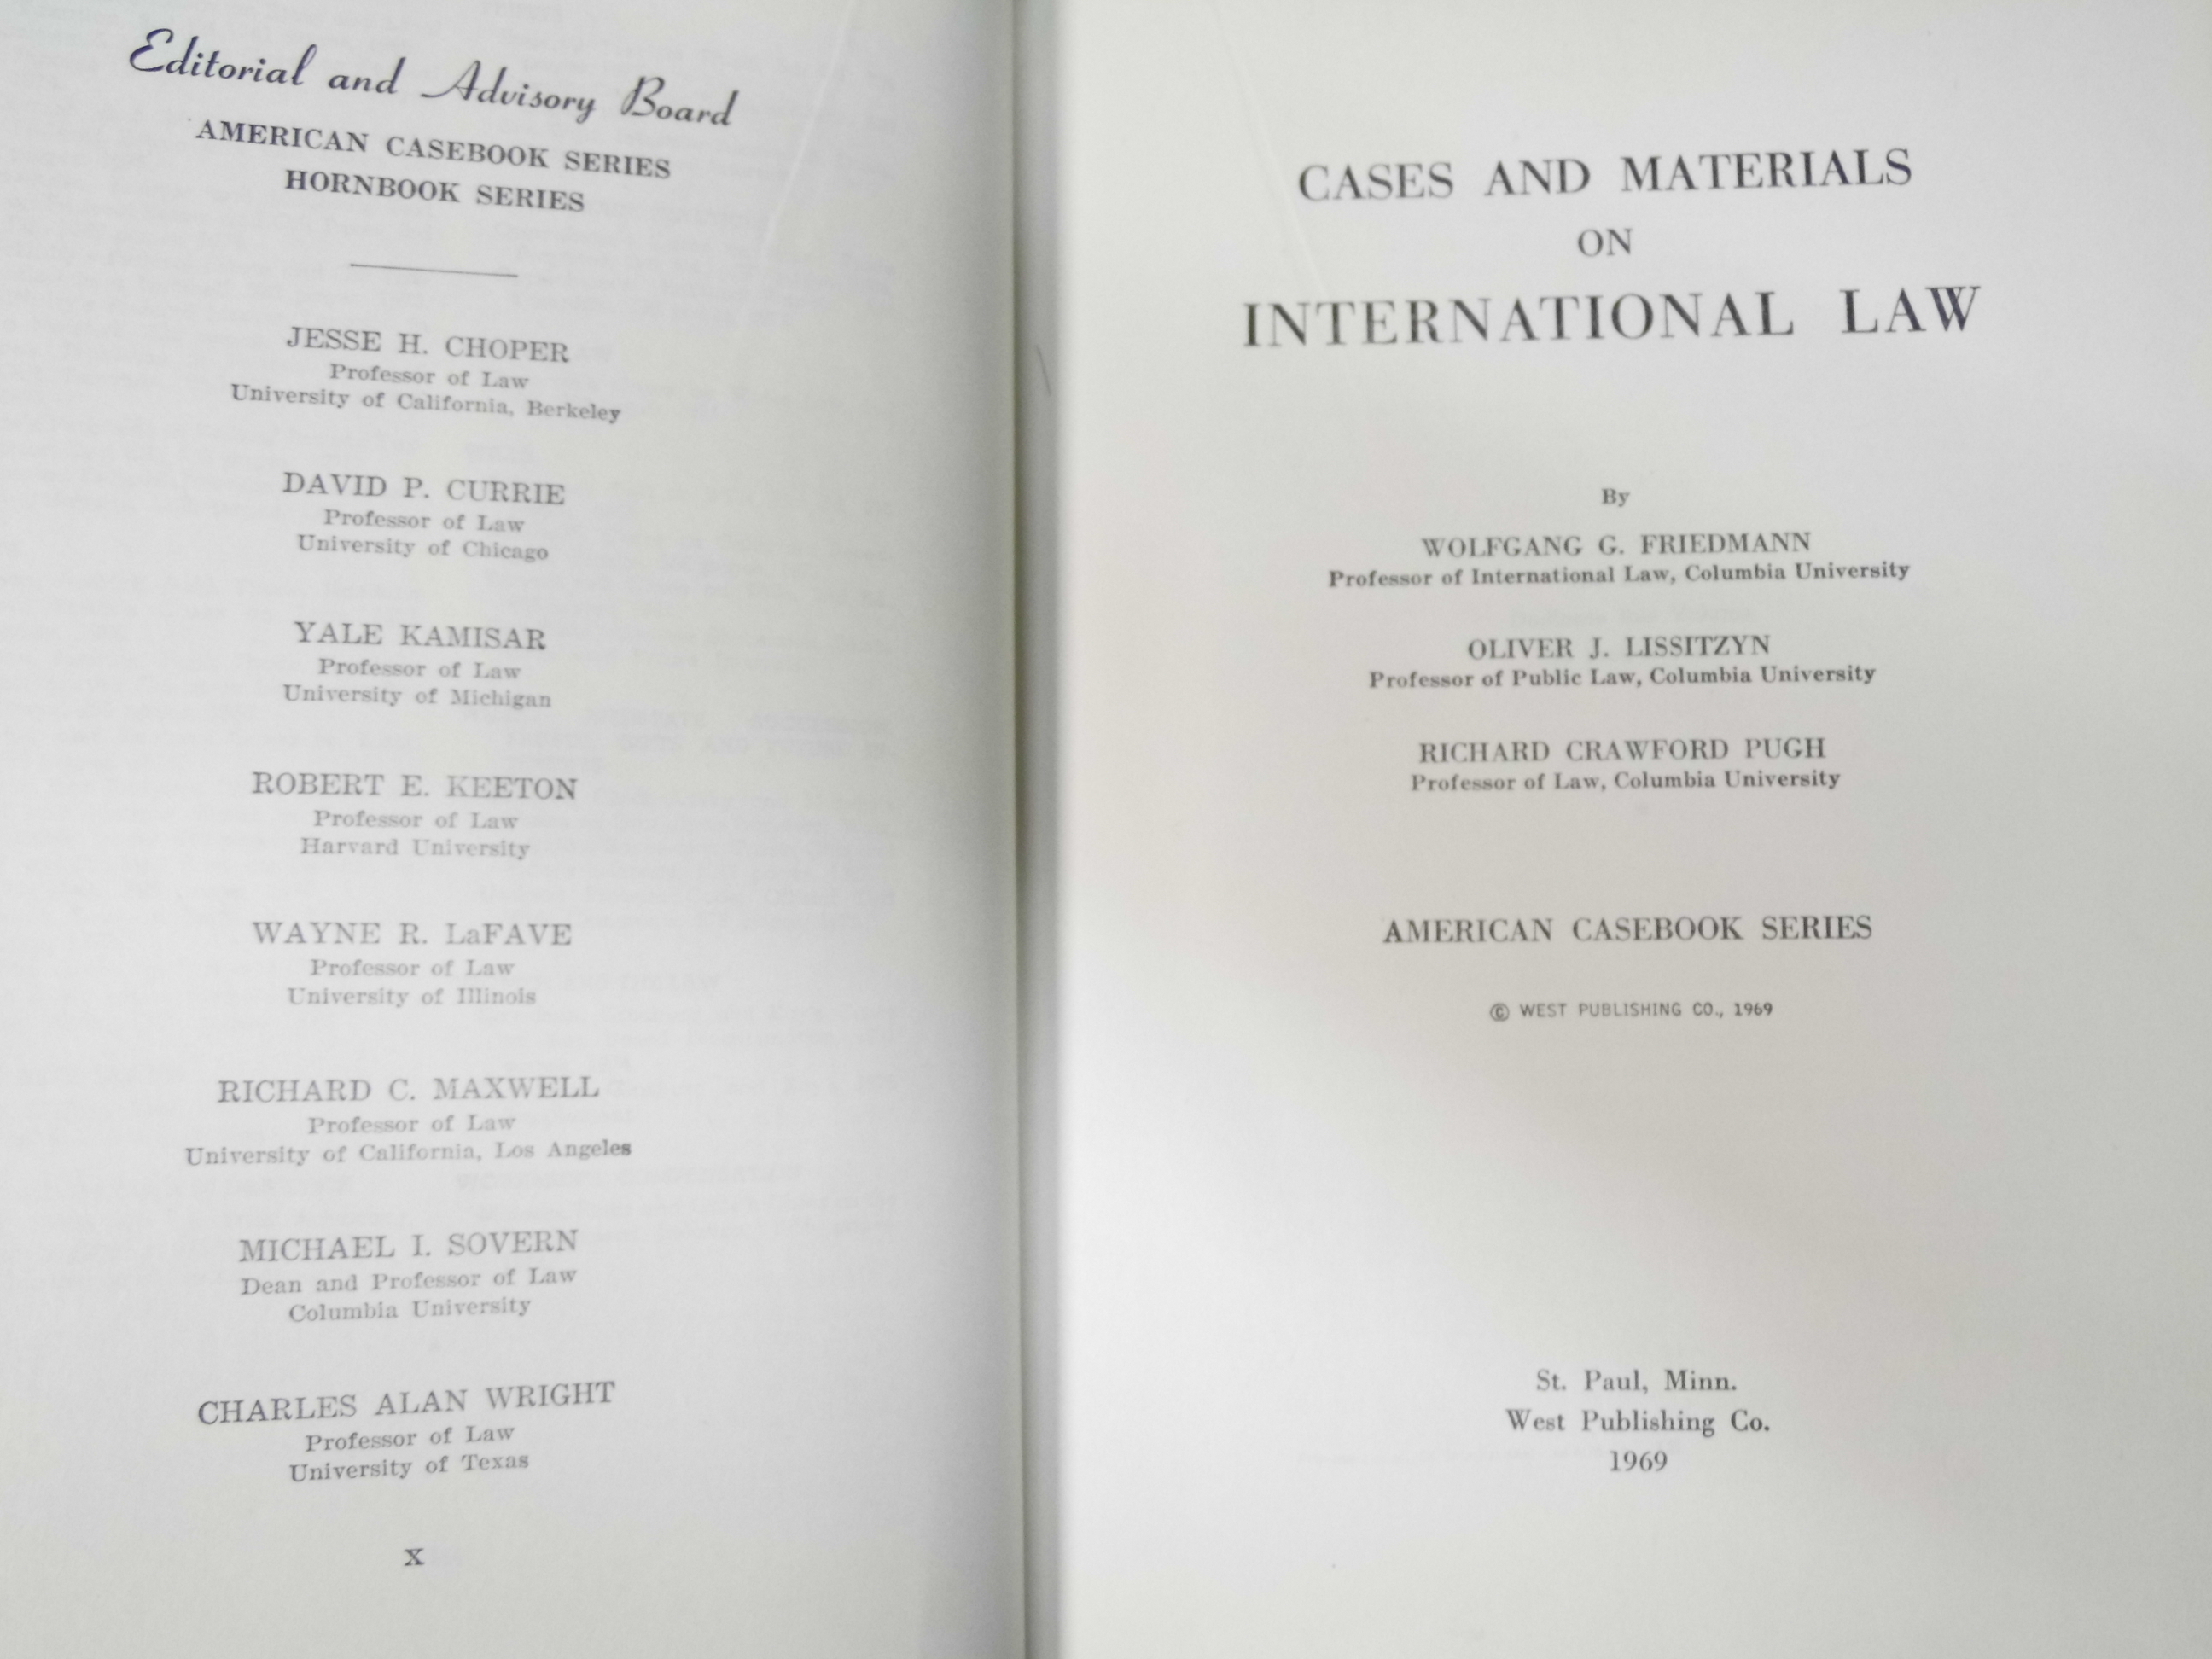 Editorial and Advisory Board
AMERICAN CASEBOOK SERIES
HORNBOOK SERIES
JESSE H. CHOPER
Professor of Law
University of California, Berkeley
DAVID P. CURRIE
Professor of Law
University of Chicago
YALE KAMISAR
Professor of Law
University of Michigan
ROBERT E. KEETON
Professor of Law
Harvard University
WAYNE R. LaFAVE
Professor of Law
University of Illinois
RICHARD C. MAXWELL
Professor of Law
University of California, Los Angeles
MICHAEL I. SOVERN
Dean and Professor of Law
Columbia University
CHARLES ALAN WRIGHT
Professor of Law
University of Texas
X
CASES AND MATERIALS
ON
INTERNATIONAL LAW
By
WOLFGANG G. FRIEDMANN
Professor of International Law, Columbia University
OLIVER J. LISSITZYN
Professor of Public Law, Columbia University
RICHARD CRAWFORD PUGH
Professor of Law, Columbia University
AMERICAN CASEBOOK SERIES
© WEST PUBLISHING CO., 1969
St. Paul, Minn.
West Publishing Co.
1969